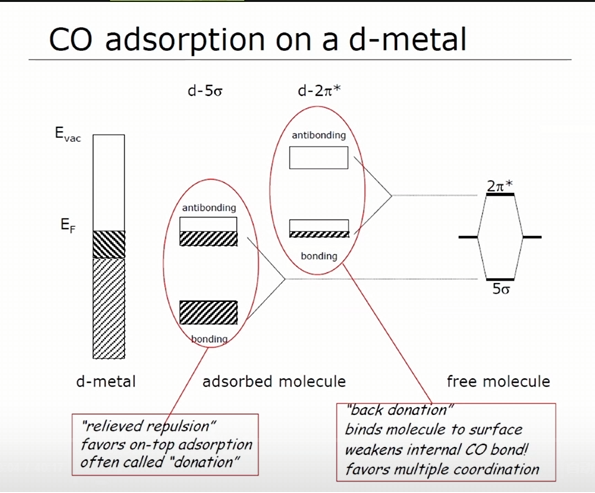 CO adsorption on a d-metal
d-5σ
d-2π*
E_vac
antibonding
2π*
antibonding
E_F
bonding
5σ
bonding
d-metal
adsorbed molecule
free molecule
"relieved repulsion"
favors on-top adsorption
often called "donation"
"back donation"
binds molecule to surface
weakens internal CO bond!
favors multiple coordination